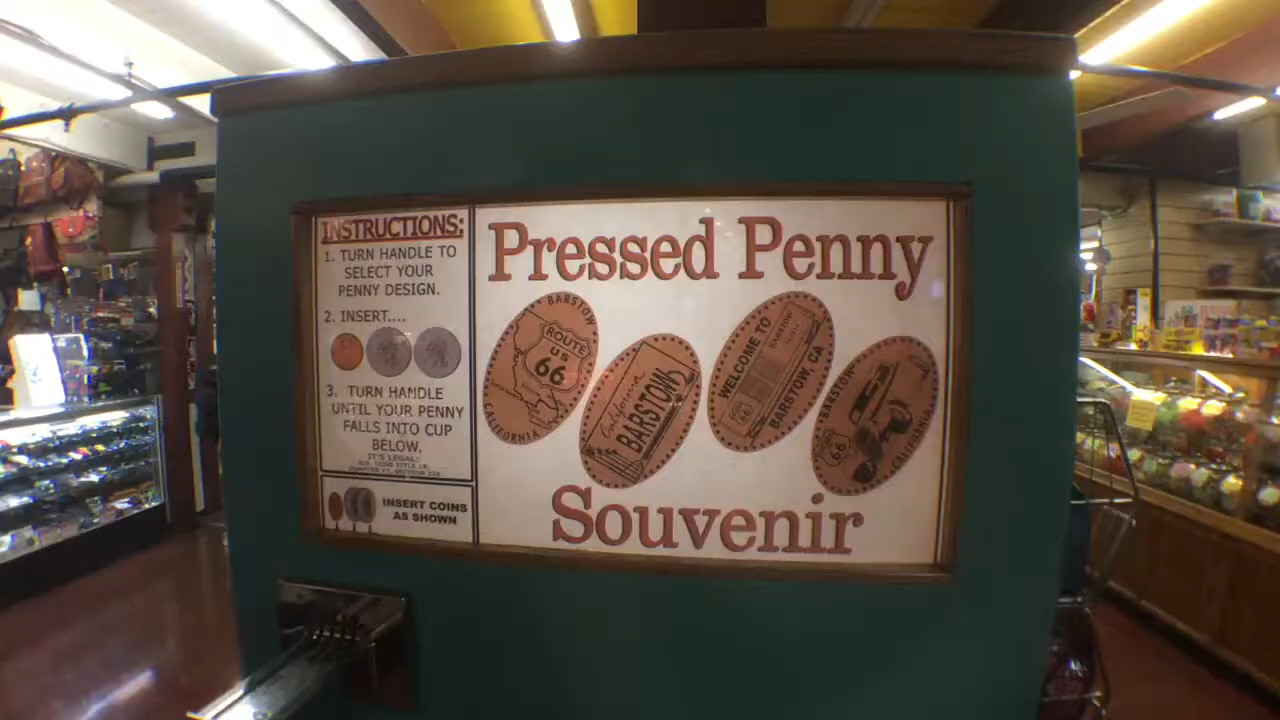 INSTRUCTIONS:
1. TURN HANDLE TO
SELECT YOUR
PENNY DESIGN.
2. INSERT....
3. TURN HANDLE
UNTIL YOUR PENNY
FALLS INTO CUP
BELOW.
IT'S LEGAL:
INSERT COINS
AS SHOWN
Pressed Penny
BARSTOW
ROUTE
US
66
CALIFORNIA
California
BARSTOW
WELCOME TO
BARSTOW
BARSTOW, CA
66
BARSTOW
66
CALIFORNIA
Souvenir